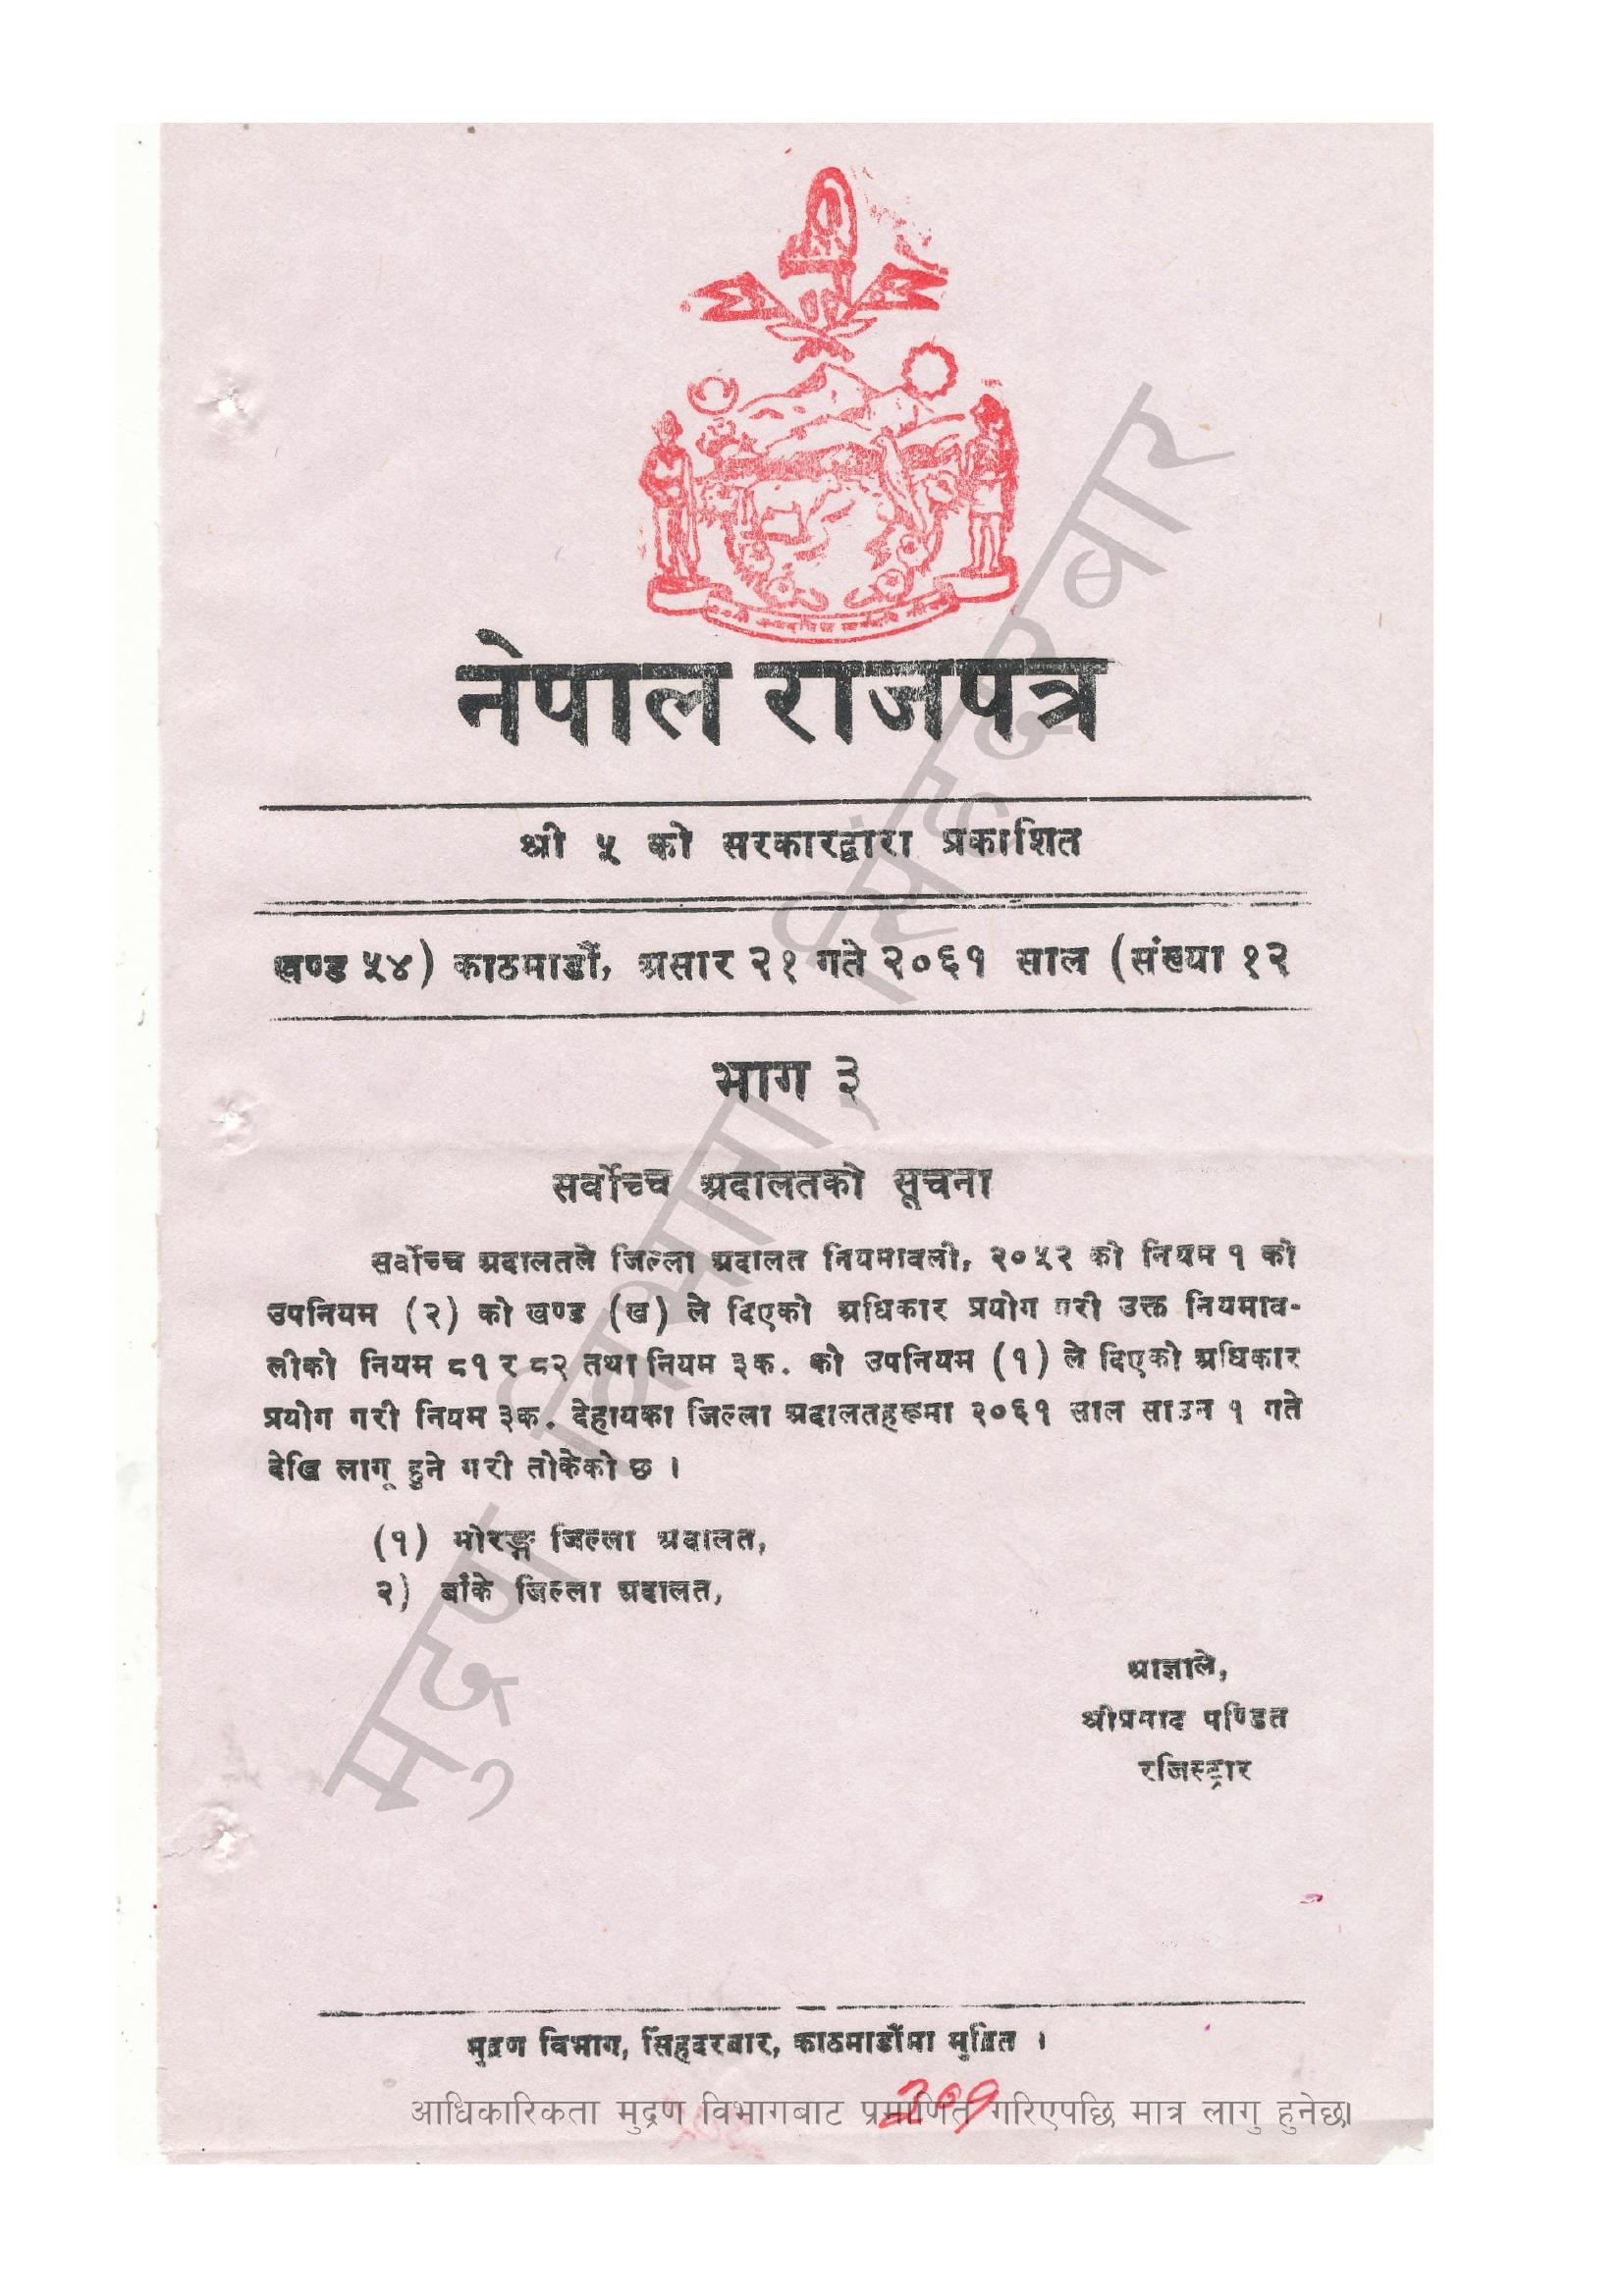 नेपाल राजपत्र
श्री ५ को सरकारद्वारा प्रकाशित
खण्ड ५४) काठमाडौं, असार २१ गते २०६१ साल (संख्या १२
भाग ३
सर्वोच्च अदालतको सूचना
सर्वोच्च अदालतले जिल्ला अदालत नियमावली, २०५२ को नियम १ को
उपनियम (२) को खण्ड (ख) ले दिएको अधिकार प्रयोग गरी उक्त नियमाव-
लीको नियम ८१ र ८२ तथा नियम ३क. को उपनियम (१) ले दिएको अधिकार
प्रयोग गरी नियम ३क. देहायका जिल्ला अदालतहरूमा २०६१ साल साउन १ गते
देखि लागू हुने गरी तोकेको छ ।
(१) मोरङ्ग जिल्ला अदालत,
२) बाँके जिल्ला अदालत,
आज्ञाले,
श्रीप्रसाद पण्डित
रजिस्ट्रार
मुद्रण विभाग, सिंहदरबार, काठमाडौंमा मुद्रित ।
आधिकारिकता मुद्रण विभागबाट प्रमाणित गरिएपछि मात्र लागु हुनेछ।
मुद्रण विभाग, सिंहदरबार